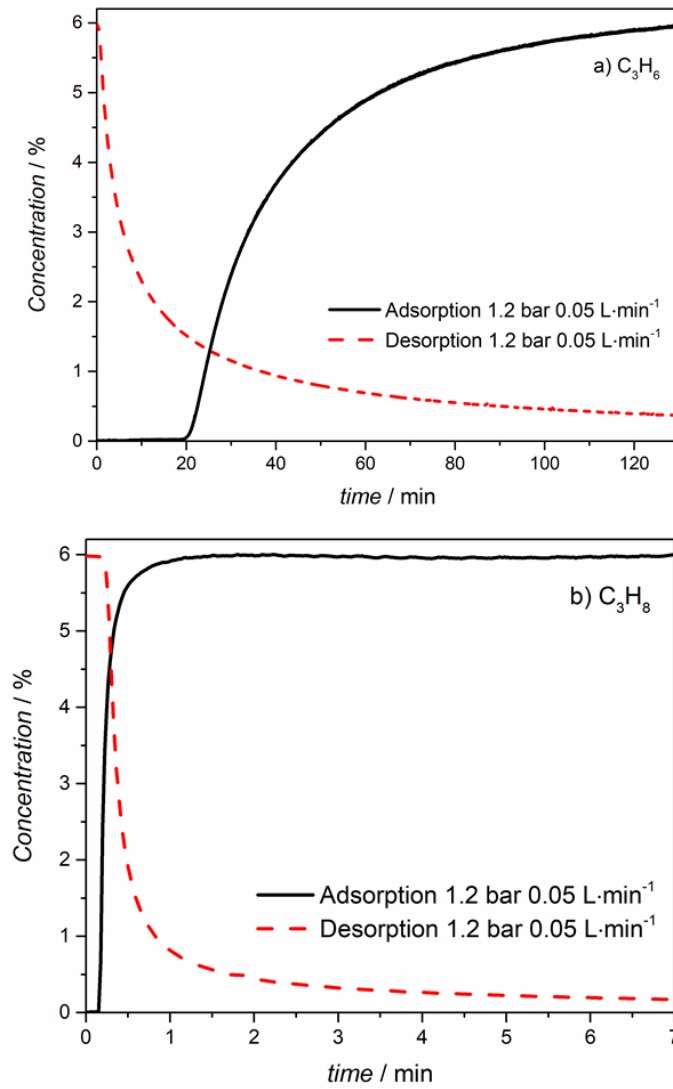 6
5
4
3
2
1
0
Concentration / %
a) C₃H₆
Adsorption 1.2 bar 0.05 L·min⁻¹
Desorption 1.2 bar 0.05 L·min⁻¹
0 20 40 60 80 100 120
time / min
6
5
4
3
2
1
0
Concentration / %
b) C₃H₈
Adsorption 1.2 bar 0.05 L·min⁻¹
Desorption 1.2 bar 0.05 L·min⁻¹
0 1 2 3 4 5 6 7
time / min